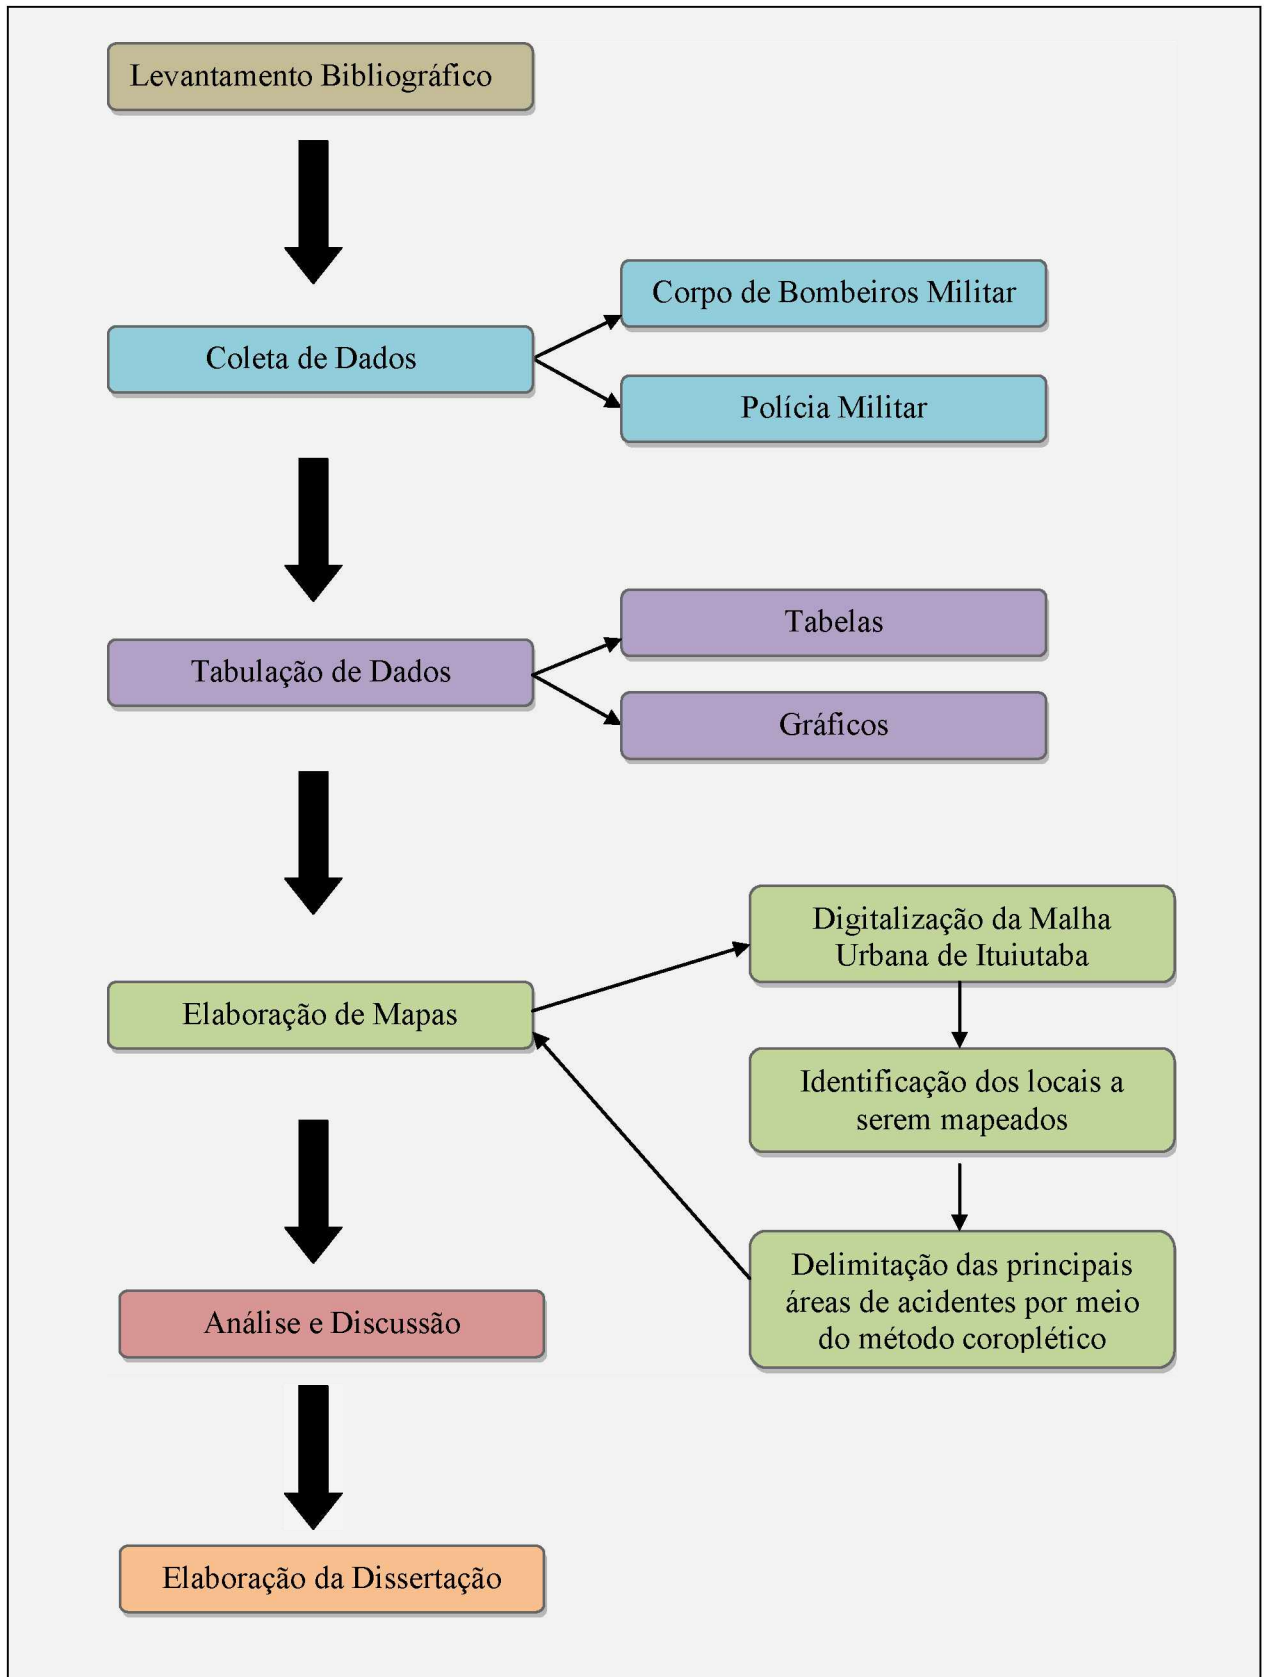 Levantamento Bibliográfico
Corpo de Bombeiros Militar
Coleta de Dados
Polícia Militar
Tabelas
Tabulação de Dados
Gráficos
Digitalização da Malha
Urbana de Ituiutaba
Elaboração de Mapas
Identificação dos locais a
serem mapeados
Delimitação das principais
áreas de acidentes por meio
do método coroplético
Análise e Discussão
Elaboração da Dissertação